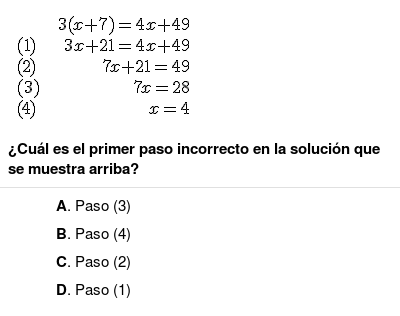 3(x+7)=4x+49
(1) 3x+21=4x+49
(2) 7x+21=49
(3) 7x=28
(4) x=4
¿Cuál es el primer paso incorrecto en la solución que
se muestra arriba?
A. Paso (3)
B. Paso (4)
C. Paso (2)
D. Paso (1)